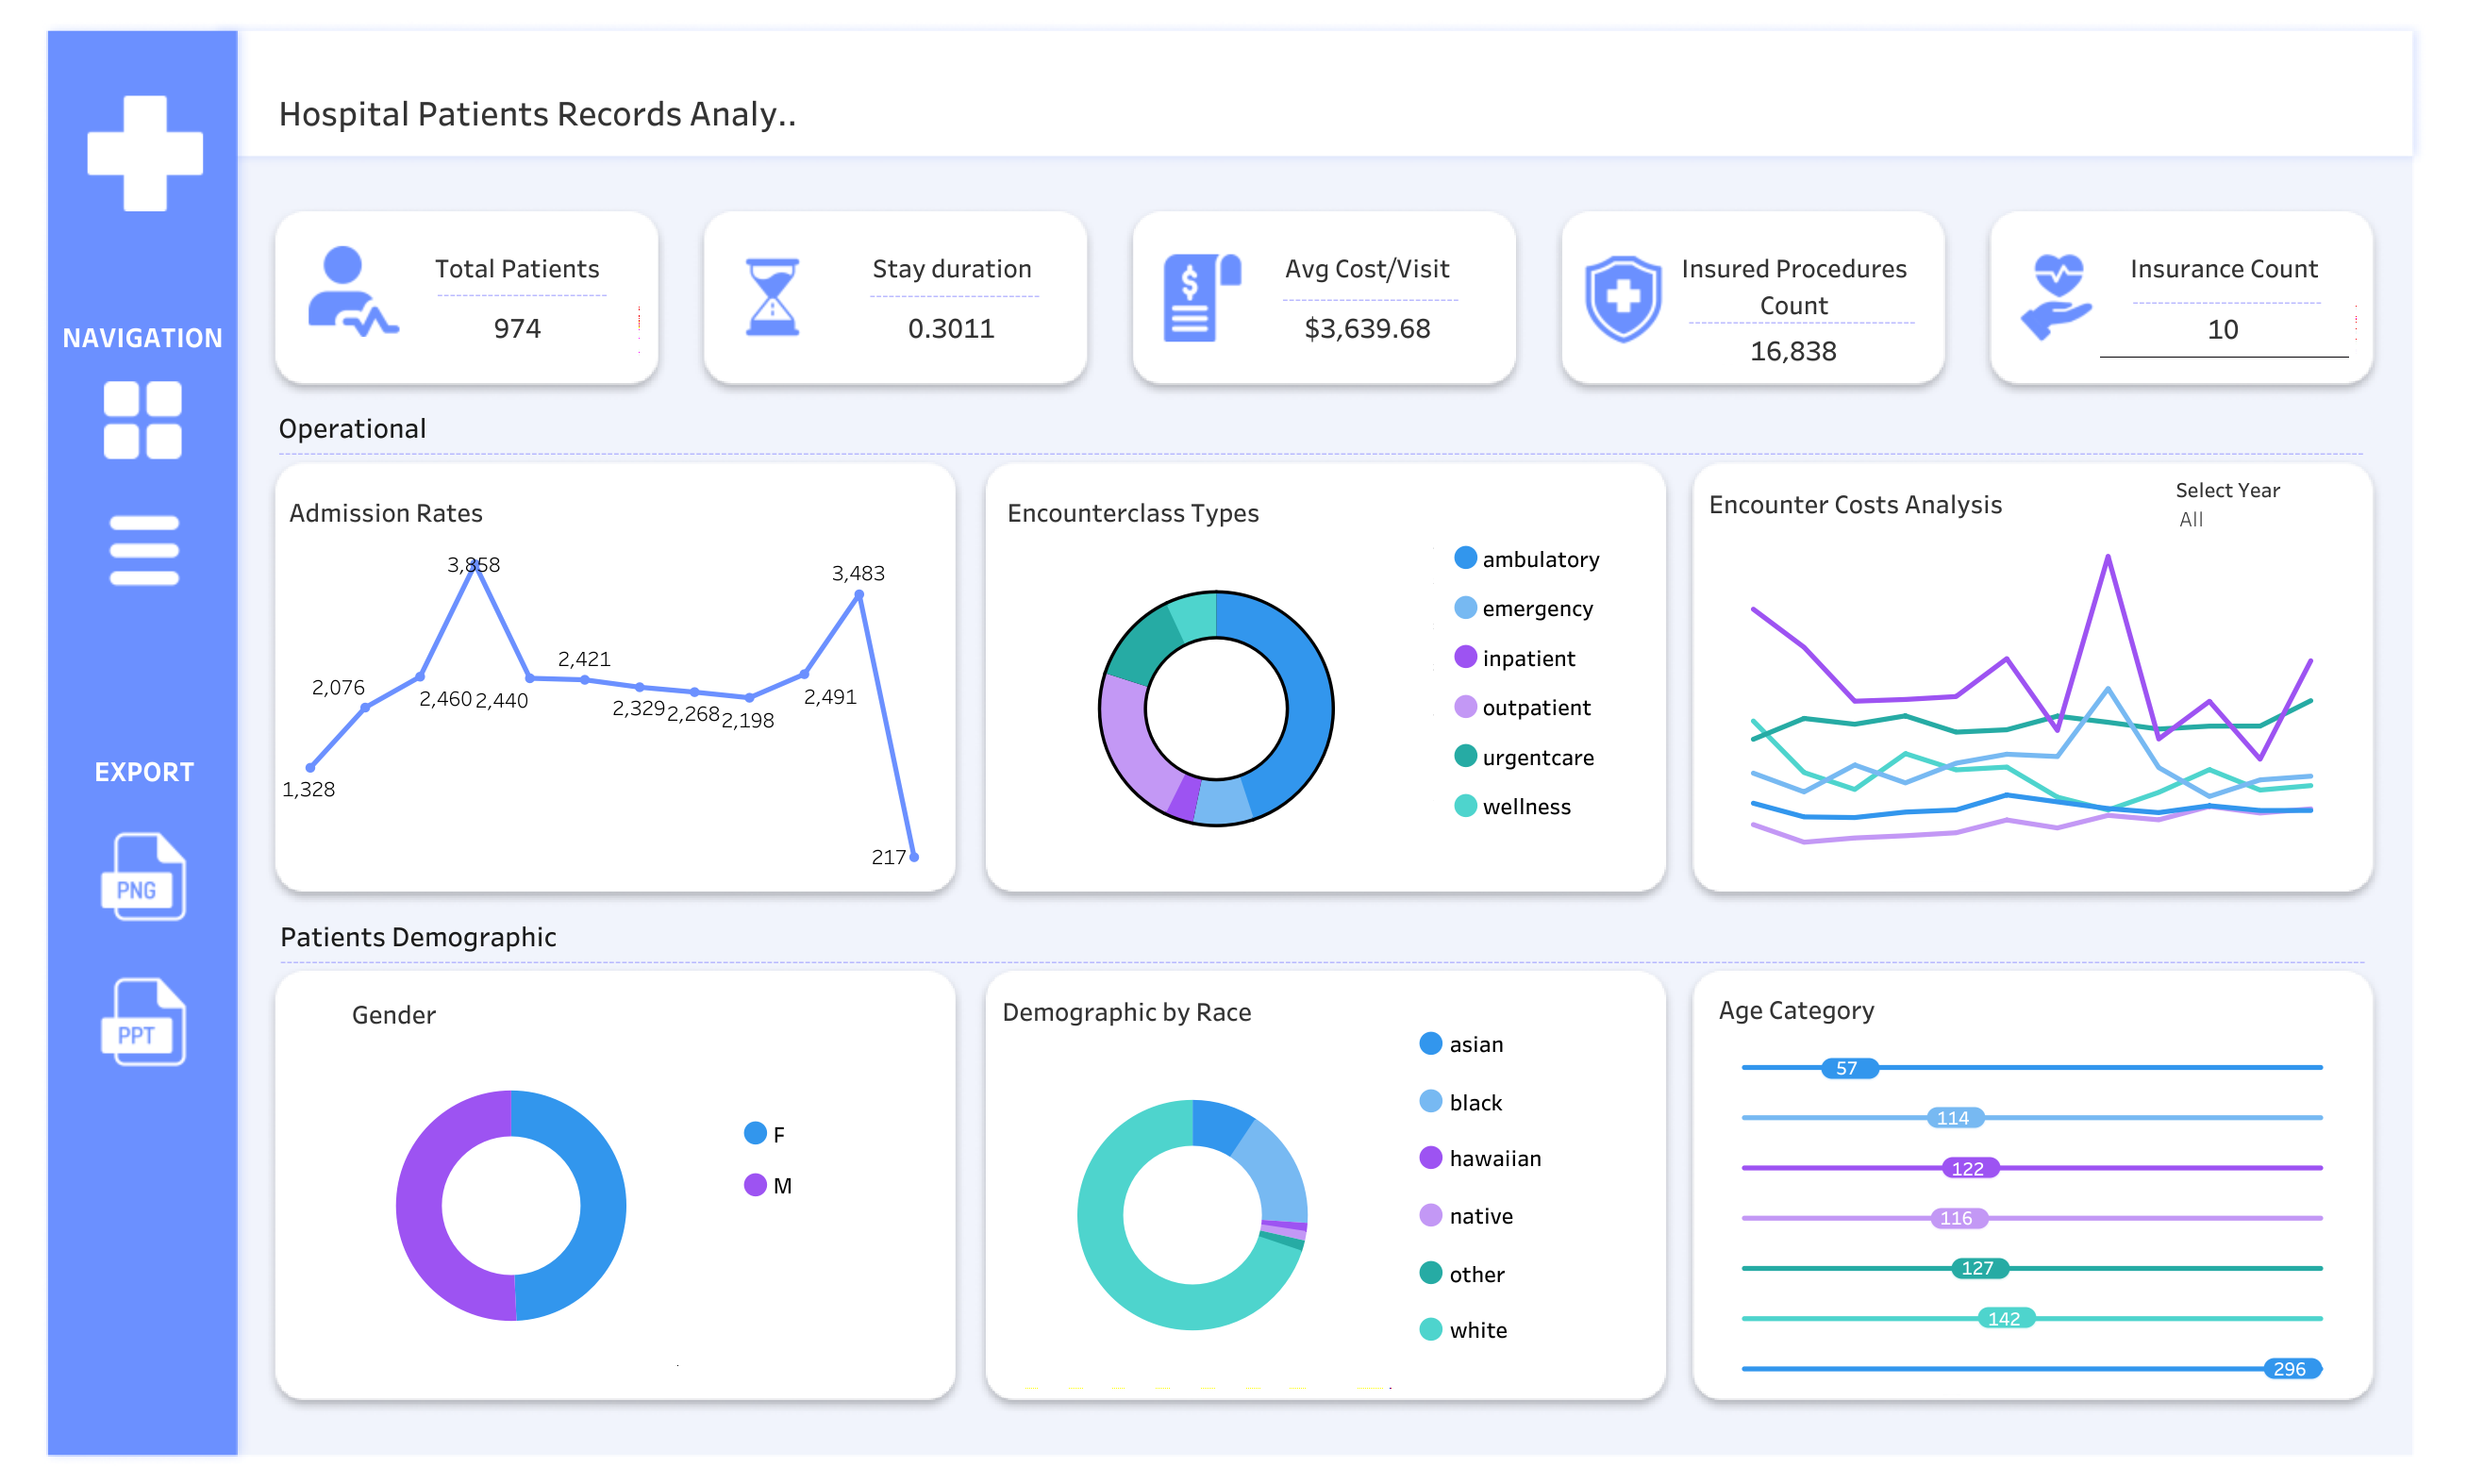 Hospital Patients Records Analy..
NAVIGATION
EXPORT
PNG
PPT
Total Patients
974
Stay duration
0.3011
Avg Cost/Visit
$3,639.68
Insured Procedures
Count
16,838
Insurance Count
10
Operational
Admission Rates
1,328
2,076
2,460
3,858
2,440
2,421
2,329
2,268
2,198
2,491
3,483
217
Encounterclass Types
ambulatory
emergency
inpatient
outpatient
urgentcare
wellness
Encounter Costs Analysis
Select Year
All
Patients Demographic
Gender
F
M
Demographic by Race
asian
black
hawaiian
native
other
white
Age Category
57
114
122
116
127
142
296